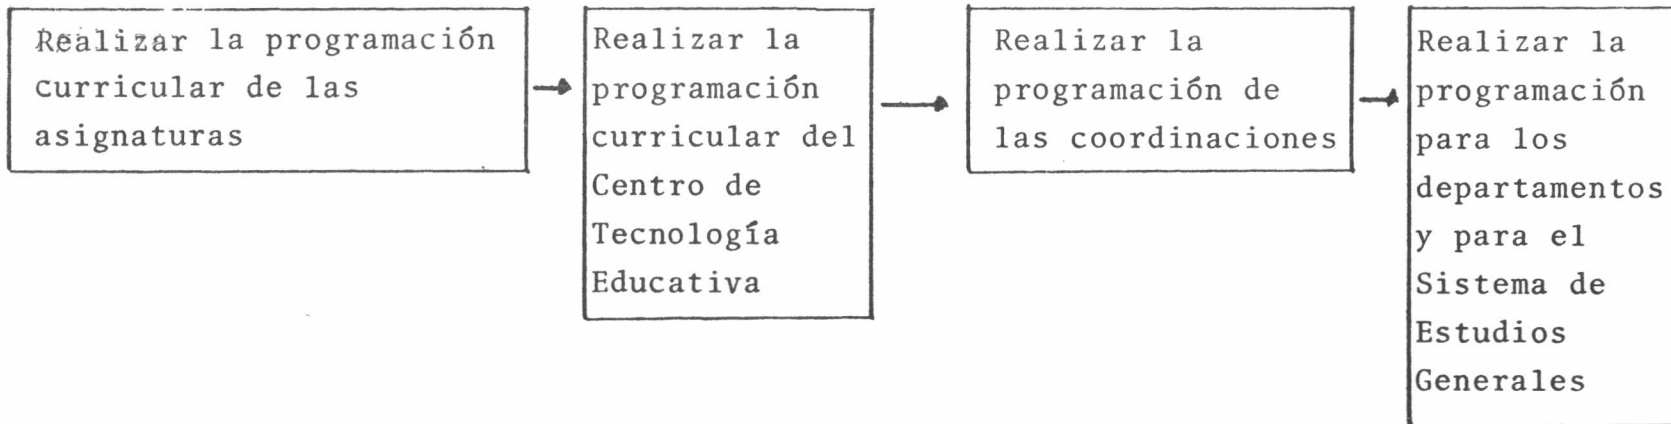 Realizar la programación
curricular de las
asignaturas
Realizar la
programación
curricular del
Centro de
Tecnología
Educativa
Realizar la
programación de
las coordinaciones
Realizar la
programación
para los
departamentos
y para el
Sistema de
Estudios
Generales